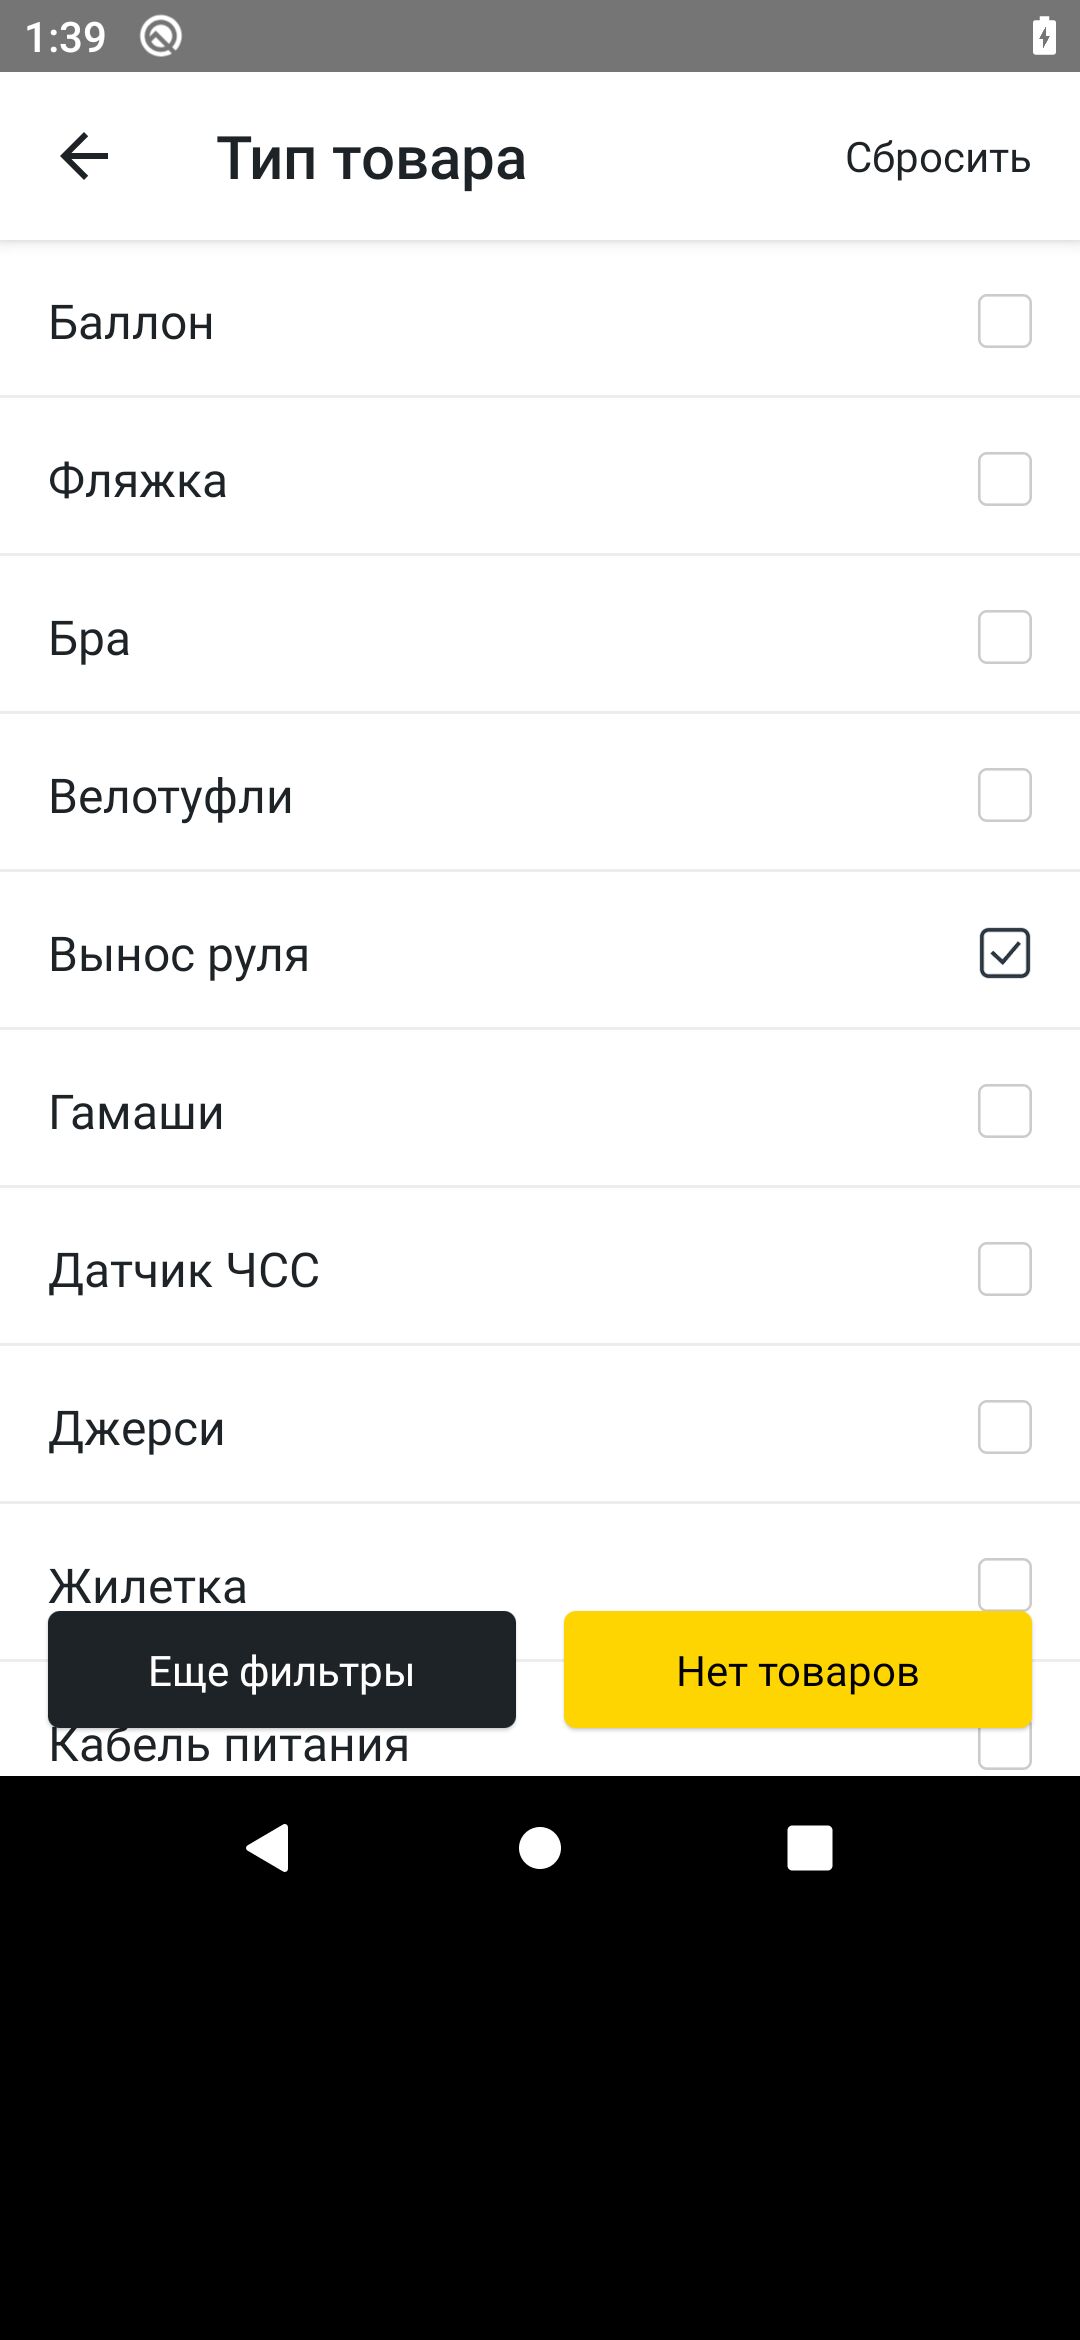 1:39
Тип товара
Сбросить
Баллон
Фляжка
Бра
Велотуфли
Вынос руля
Гамаши
Датчик ЧСС
Джерси
Жилетка
Еще фильтры
Нет товаров
Кабель питания